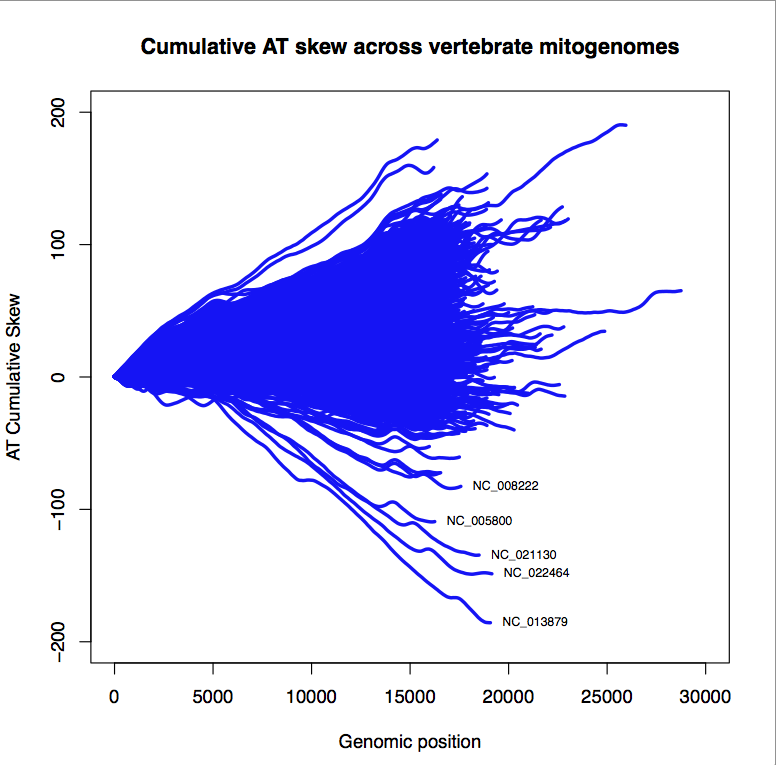 Cumulative AT skew across vertebrate mitogenomes
AT Cumulative Skew
200
100
0
−100
−200
NC_008222
NC_005800
NC_021130
NC_022464
NC_013879
0 5000 10000 15000 20000 25000 30000
Genomic position